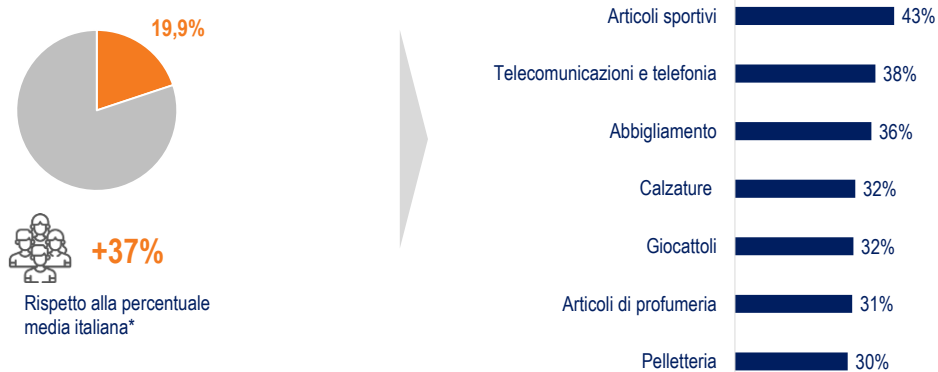 19,9%
+37%
Rispetto alla percentuale
media italiana*
Articoli sportivi 43%
Telecomunicazioni e telefonia 38%
Abbigliamento 36%
Calzature 32%
Giocattoli 32%
Articoli di profumeria 31%
Pelletteria 30%